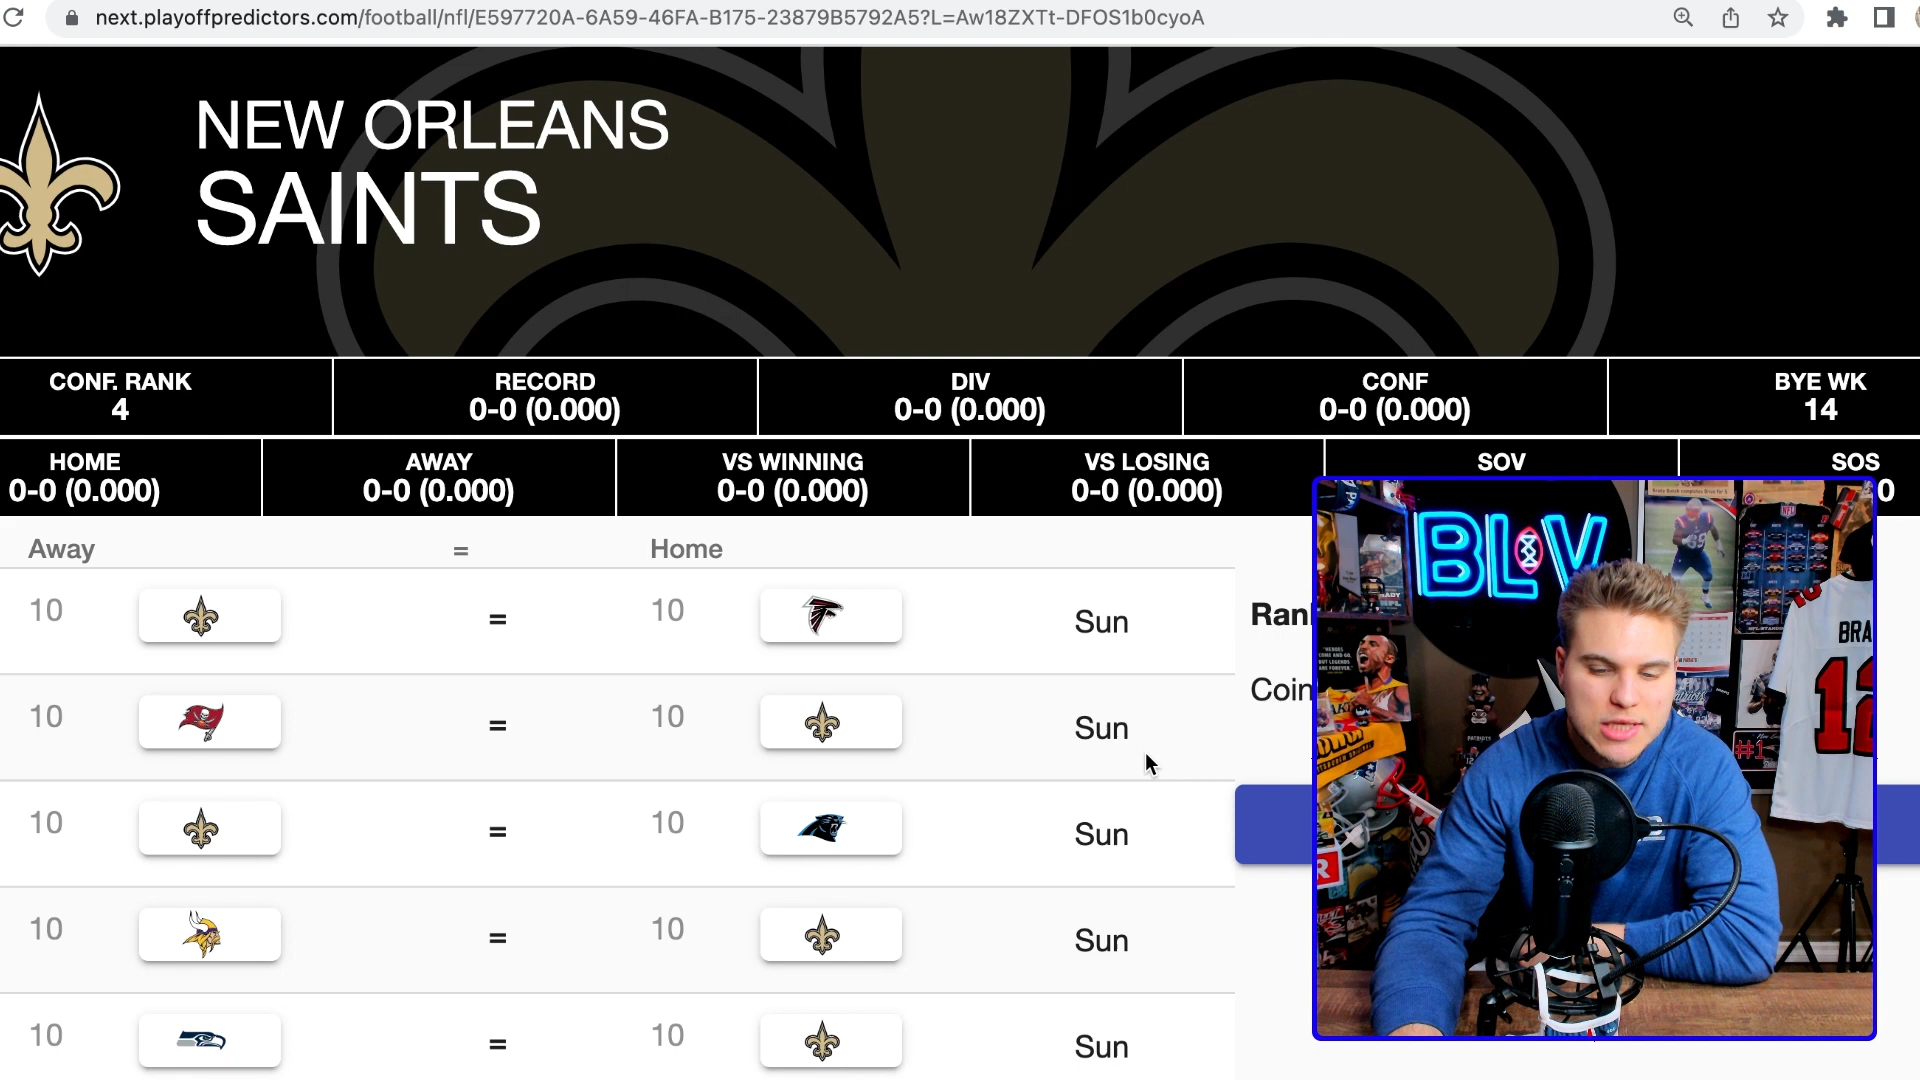 next.playoffpredictors.com/football/nfl/E597720A-6A59-46FA-B175-23879B5792A5?L=Aw18ZXTt-DFOS1b0cyoA
NEW ORLEANS
SAINTS
CONF. RANK RECORD DIV CONF BYE WK
4 0-0 (0.000) 0-0 (0.000) 0-0 (0.000) 14
HOME AWAY VS WINNING VS LOSING SOV SOS
0-0 (0.000) 0-0 (0.000) 0-0 (0.000) 0-0 (0.000) 0
Away = Home
10 = 10 Sun
10 = 10 Sun
10 = 10 Sun
10 = 10 Sun
10 = 10 Sun
Ran
Coin
BLV
BRA
12
#1
PATRIOTS